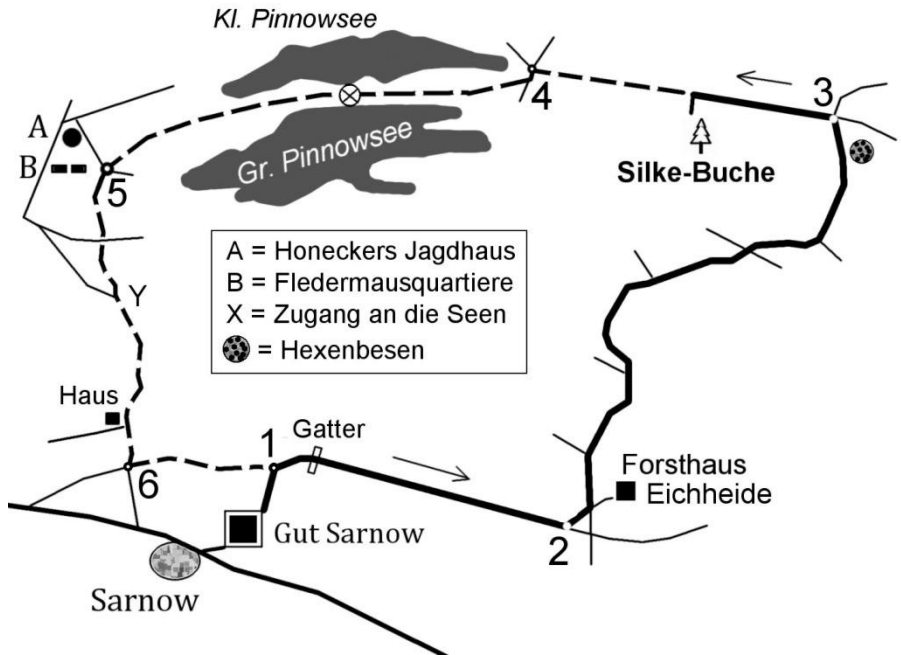 Kl. Pinnowsee
4
3
A
B
5
Gr. Pinnowsee
Silke-Buche
A = Honeckers Jagdhaus
B = Fledermausquartiere
X = Zugang an die Seen
= Hexenbesen
Y
Haus
1
Gatter
6
Forsthaus
Eichheide
Gut Sarnow
2
Sarnow